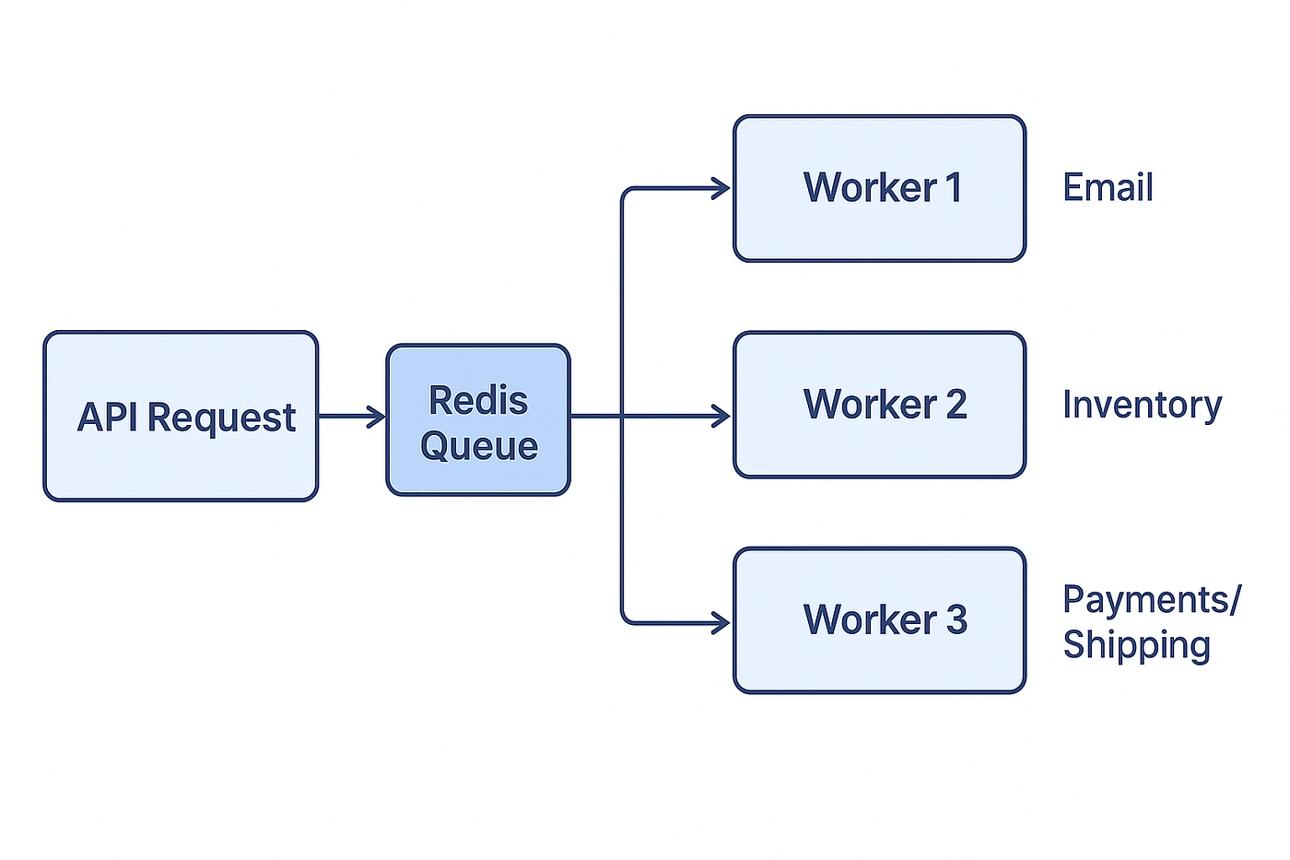 API Request
Redis
Queue
Worker 1
Email
Worker 2
Inventory
Worker 3
Payments/
Shipping